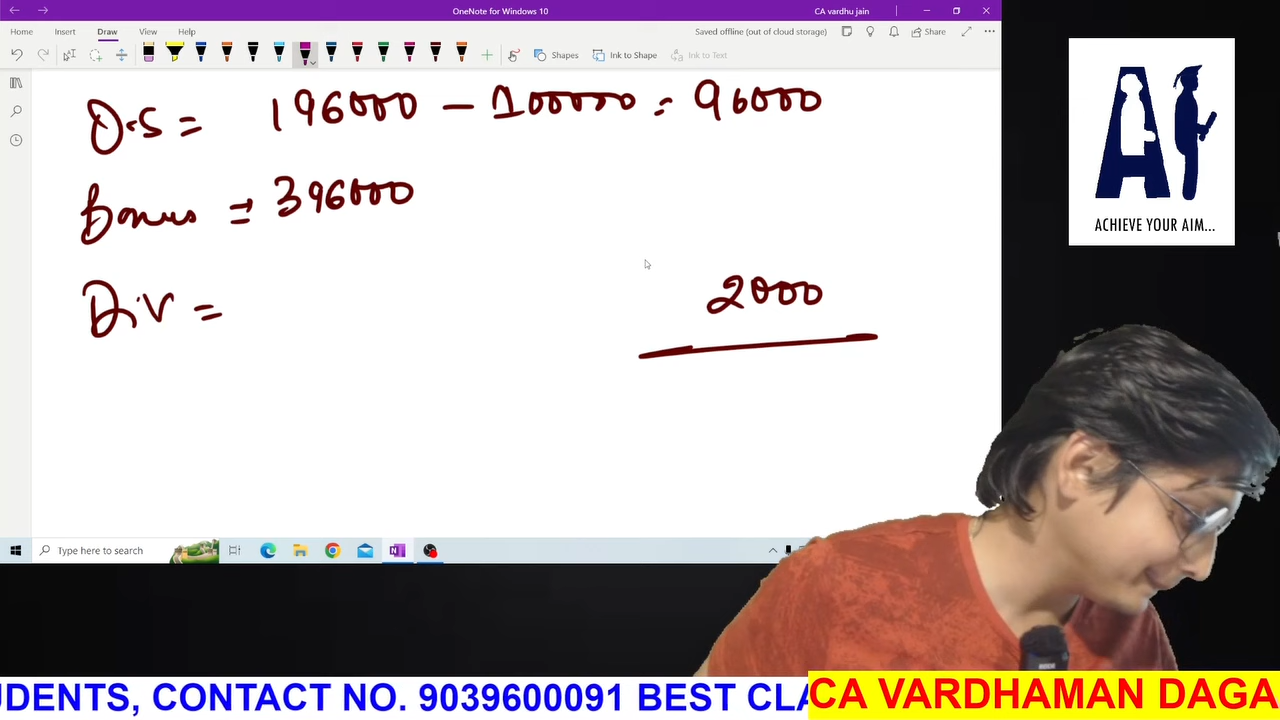 OneNote for Windows 10
CA vardhu jain
Home Insert Draw View Help
Saved offline (out of cloud storage)
Share
Shapes
Ink to Shape
Ink to Text
O.S = 196000 - 100000 = 96000
Bonus = 396000
Div =
2000
ACHIEVE YOUR AIM...
Type here to search
UDENTS, CONTACT NO. 9039600091 BEST CLA
CA VARDHAMAN DAGA